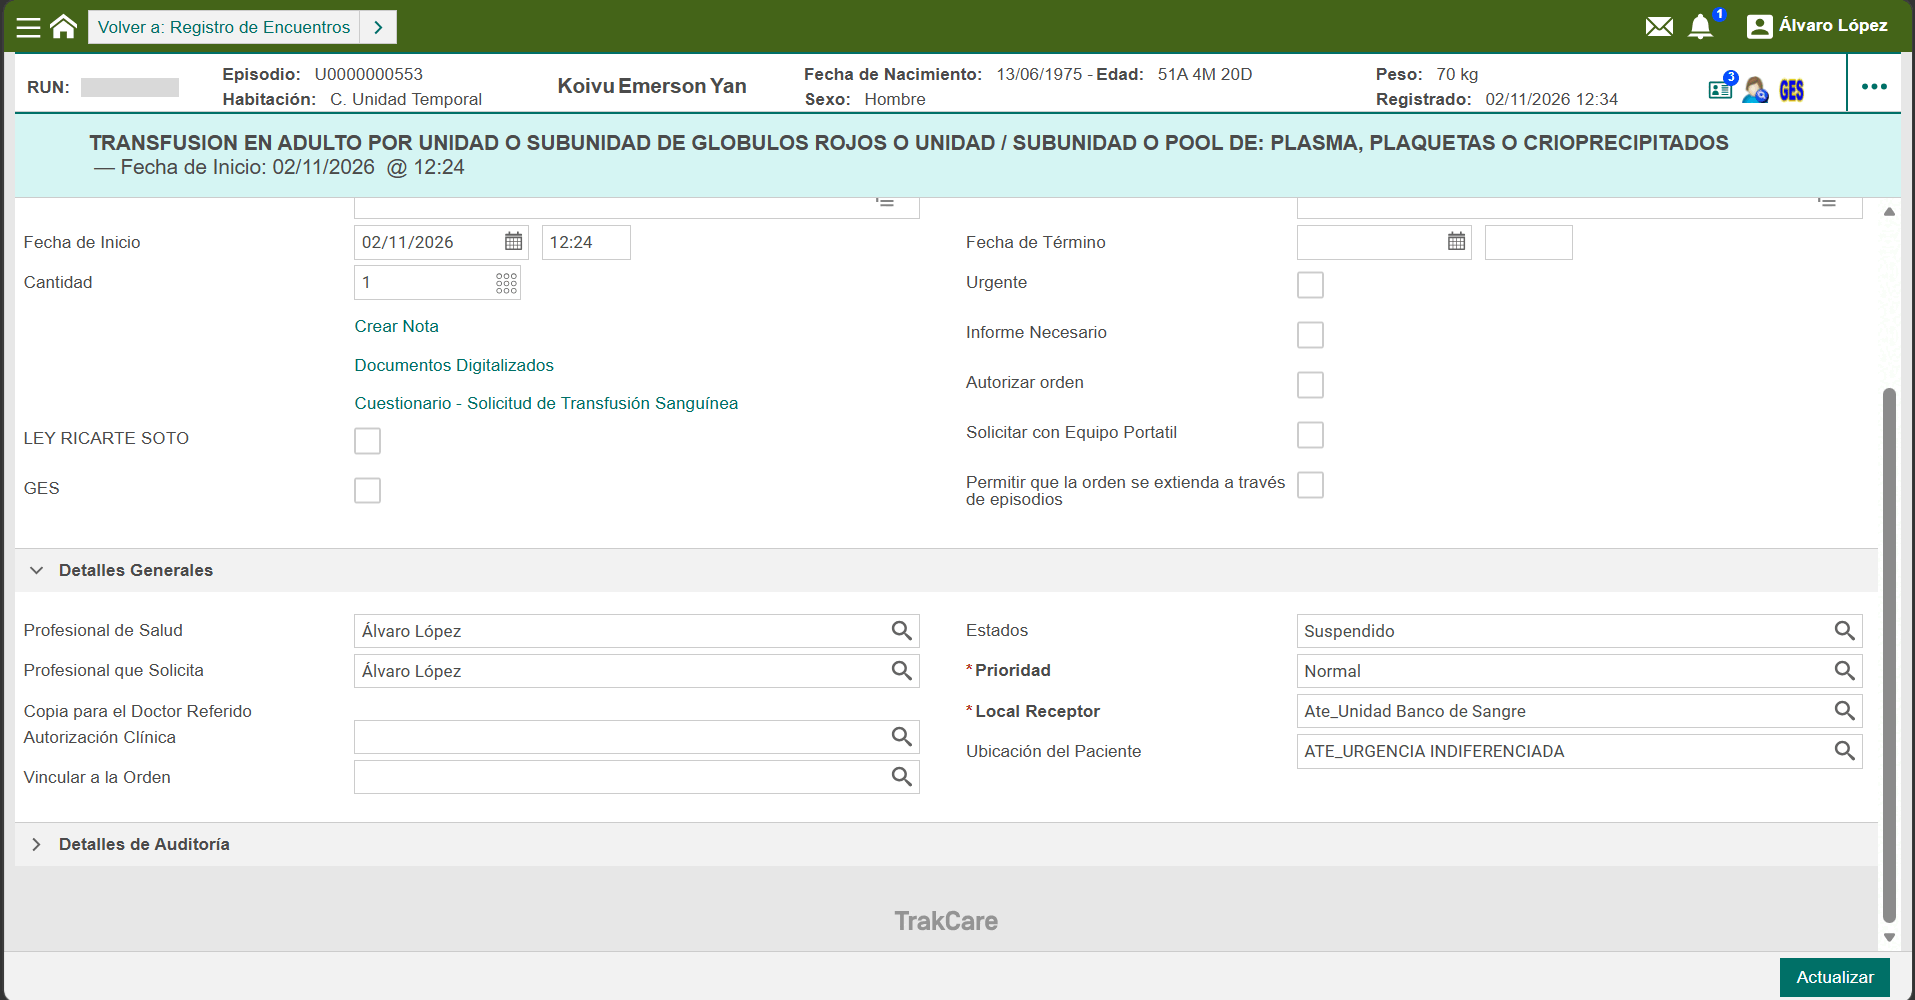 Volver a: Registro de Encuentros
1
Álvaro López
RUN:
Episodio: U0000000553
Habitación: C. Unidad Temporal
Koivu Emerson Yan
Fecha de Nacimiento: 13/06/1975 - Edad: 51A 4M 20D
Sexo: Hombre
Peso: 70 kg
Registrado: 02/11/2026 12:34
3
GES
TRANSFUSION EN ADULTO POR UNIDAD O SUBUNIDAD DE GLOBULOS ROJOS O UNIDAD / SUBUNIDAD O POOL DE: PLASMA, PLAQUETAS O CRIOPRECIPITADOS
— Fecha de Inicio: 02/11/2026 @ 12:24
Fecha de Inicio 02/11/2026 12:24
Cantidad 1
Crear Nota
Documentos Digitalizados
Cuestionario - Solicitud de Transfusión Sanguínea
LEY RICARTE SOTO
GES
Fecha de Término
Urgente
Informe Necesario
Autorizar orden
Solicitar con Equipo Portatil
Permitir que la orden se extienda a través
de episodios
Detalles Generales
Profesional de Salud Álvaro López
Profesional que Solicita Álvaro López
Copia para el Doctor Referido
Autorización Clínica
Vincular a la Orden
Estados Suspendido
*Prioridad Normal
*Local Receptor Ate_Unidad Banco de Sangre
Ubicación del Paciente ATE_URGENCIA INDIFERENCIADA
Detalles de Auditoría
TrakCare
Actualizar